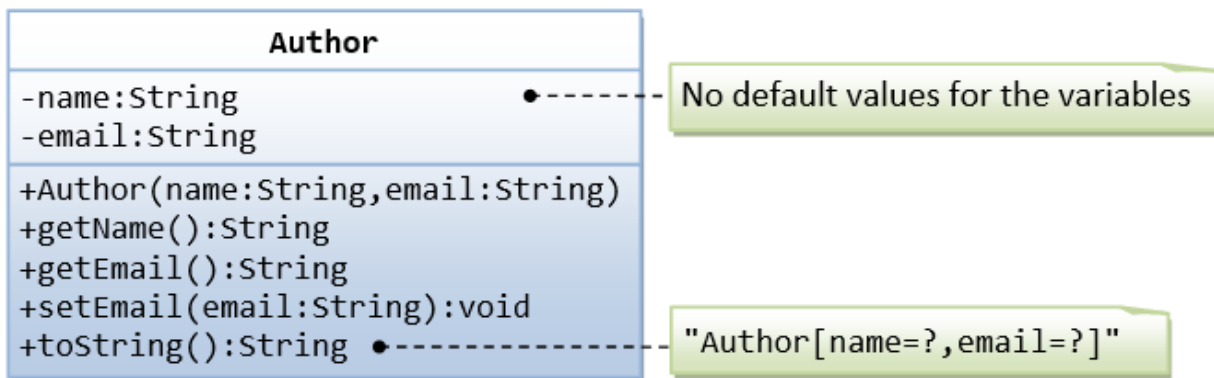 Author
-name:String
-email:String
No default values for the variables
+Author(name:String,email:String)
+getName():String
+getEmail():String
+setEmail(email:String):void
+toString():String
"Author[name=?,email=?]"